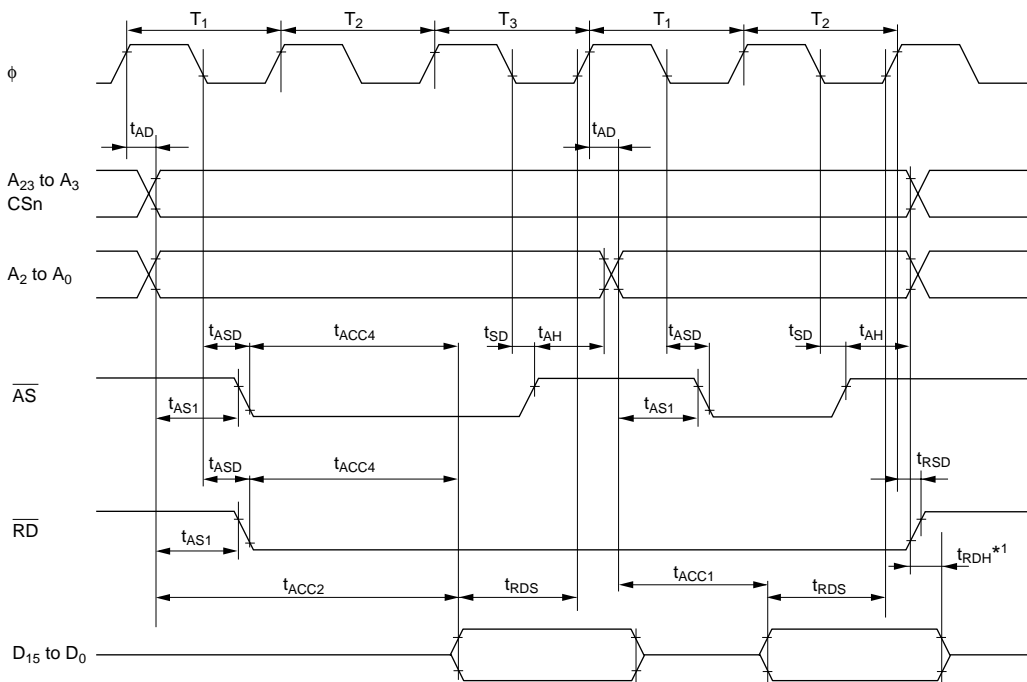 T1 T2 T3 T1 T2
ϕ
tAD tAD
A23 to A3
CSn
A2 to A0
tASD tACC4 tSD tAH tASD tSD tAH
AS
tAS1 tAS1
tASD tACC4 tRSD
RD
tAS1 tRDH*1
tACC2 tRDS tACC1 tRDS
D15 to D0